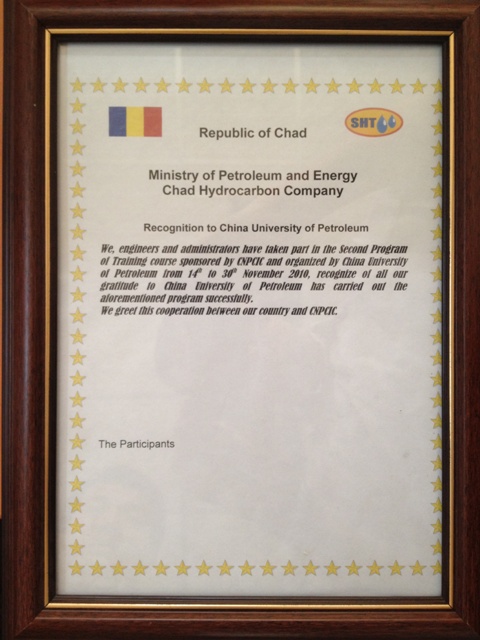 SHT
Republic of Chad
Ministry of Petroleum and Energy
Chad Hydrocarbon Company
Recognition to China University of Petroleum
We, engineers and administrators have taken part in the Second Program
of Training course sponsored by CNPCIC and organized by China University
of Petroleum from 14th to 30th November 2010, recognize of all our
gratitude to China University of Petroleum has carried out the
aforementioned program successfully.
We greet this cooperation between our country and CNPCIC.
The Participants